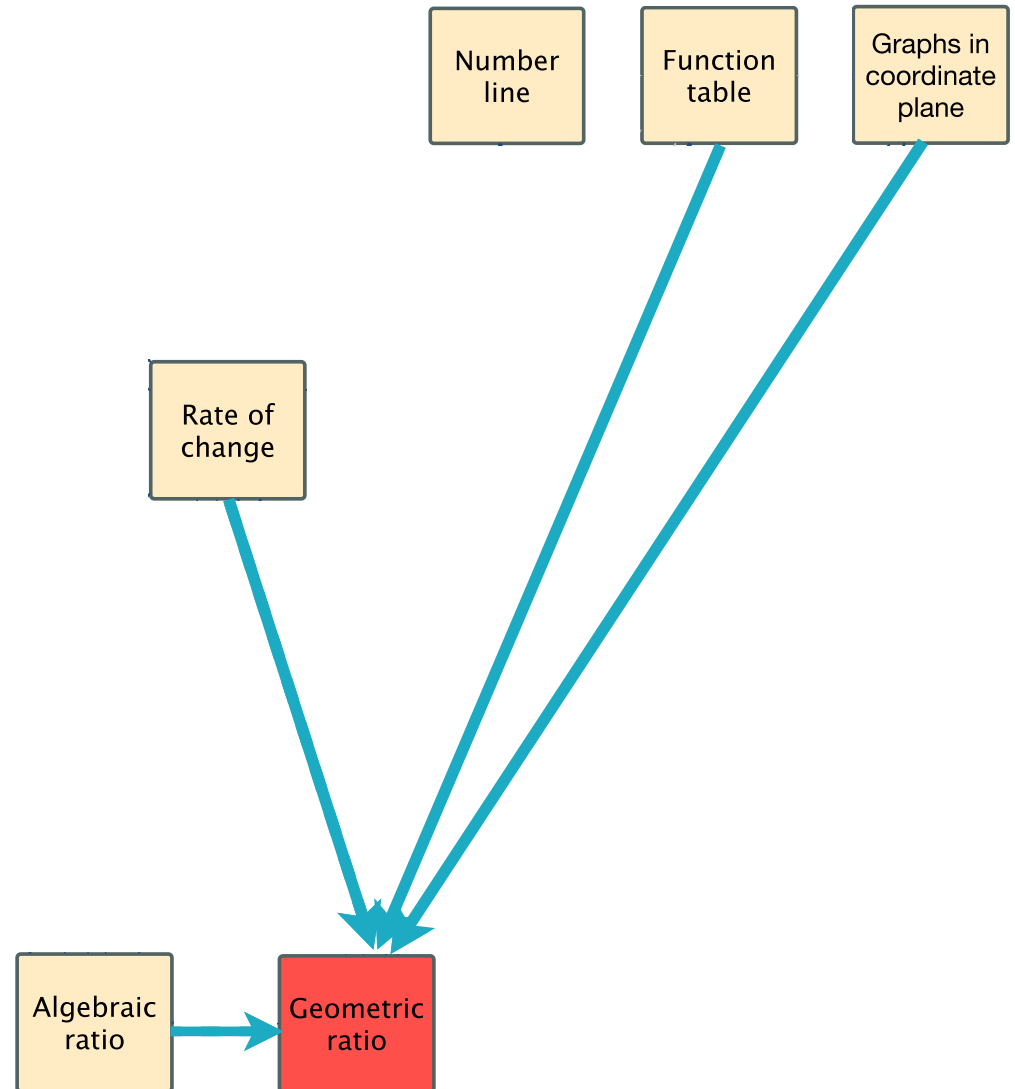 Number
line
Function
table
Graphs in
coordinate
plane
Rate of
change
Algebraic
ratio
Geometric
ratio